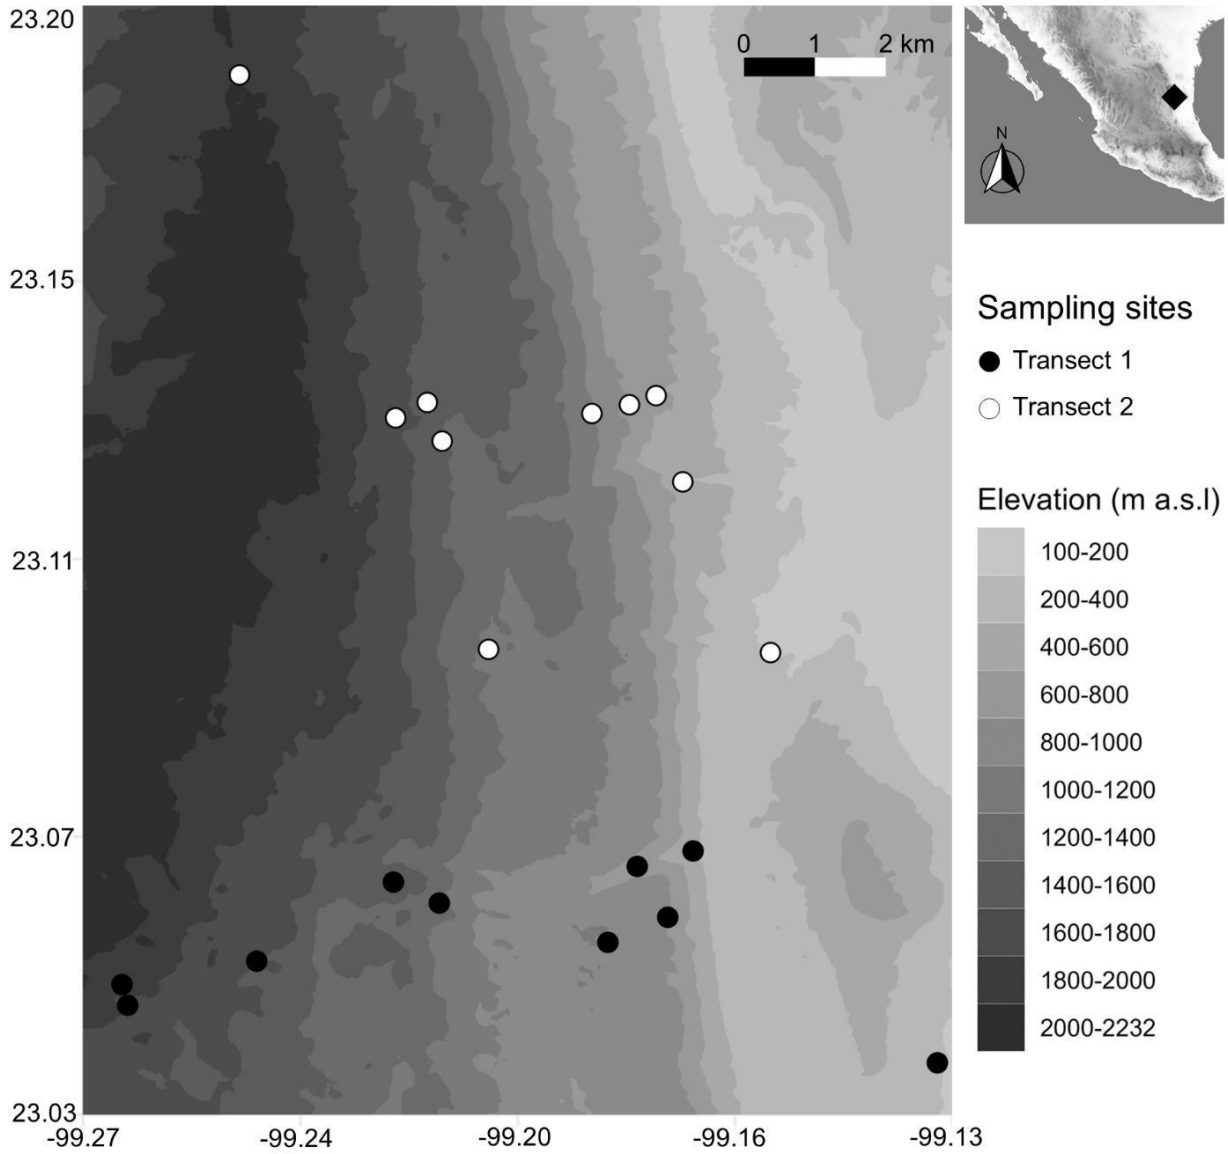 23.20
0 1 2 km
N
23.15
Sampling sites
Transect 1
Transect 2
Elevation (m a.s.l)
100-200
23.11
200-400
400-600
600-800
800-1000
1000-1200
1200-1400
23.07
1400-1600
1600-1800
1800-2000
2000-2232
23.03
-99.27 -99.24 -99.20 -99.16 -99.13